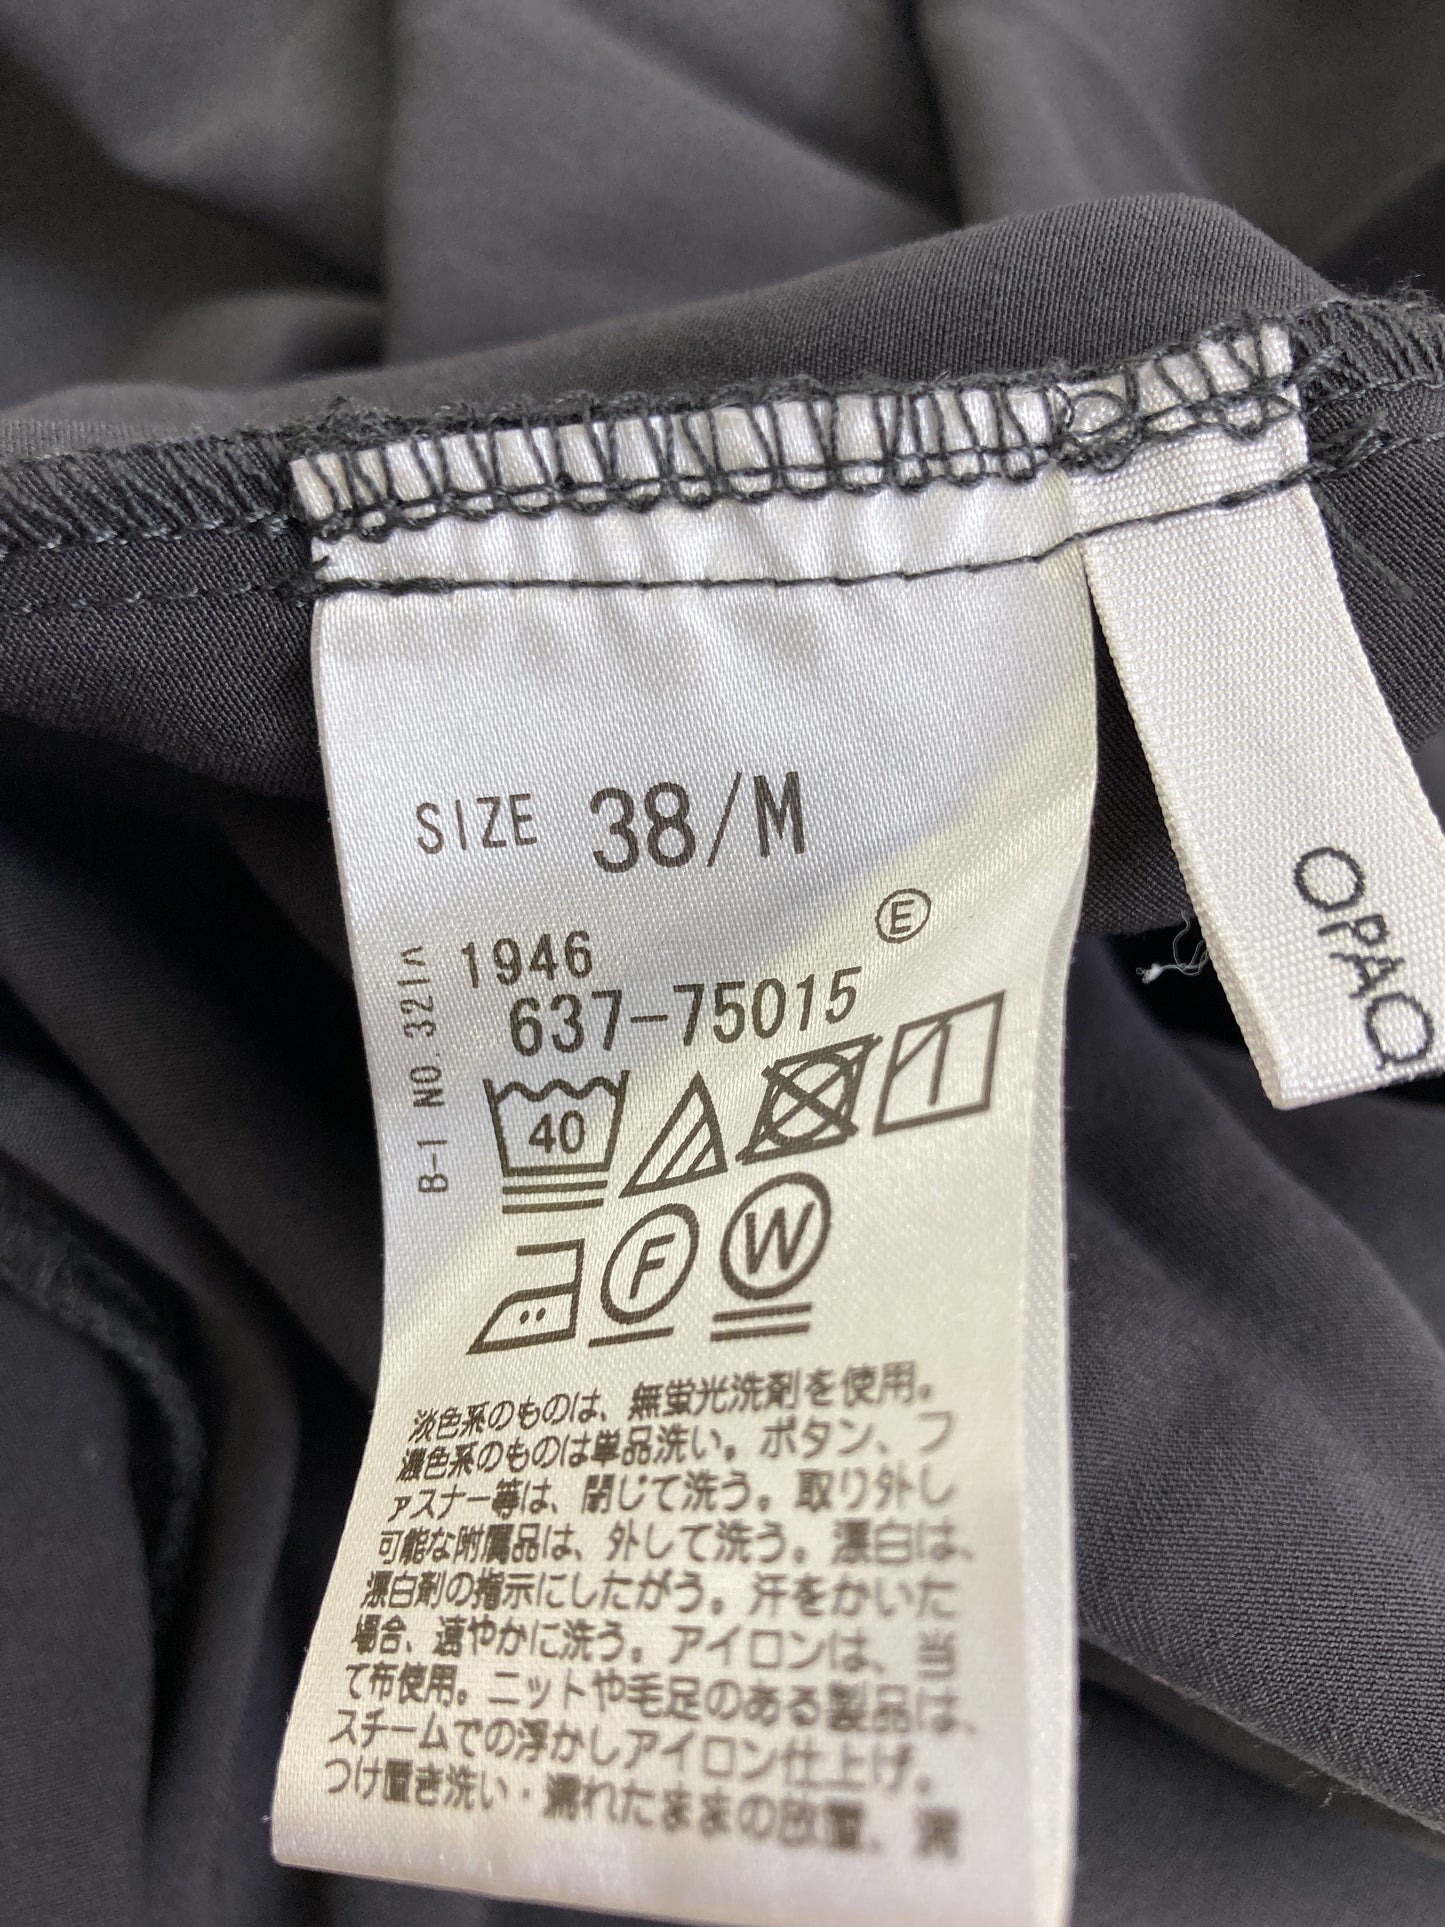 SIZE 38/M
E
1946
637-75015
B-1 NO.321
40
F
W
淡色系のものは、無蛍光洗剤を使用。
濃色系のものは単品洗い。ボタン、フ
ァスナー等は、閉じて洗う。取り外し
可能な附属品は、外して洗う。漂白は、
漂白剤の指示にしたがう。汗をかいた
場合、速やかに洗う。アイロンは、当
て布使用。ニットや毛足のある製品は、
スチームでの浮かしアイロン仕上げ。
つけ置き洗い・濡れたままの放置、
OPAQ